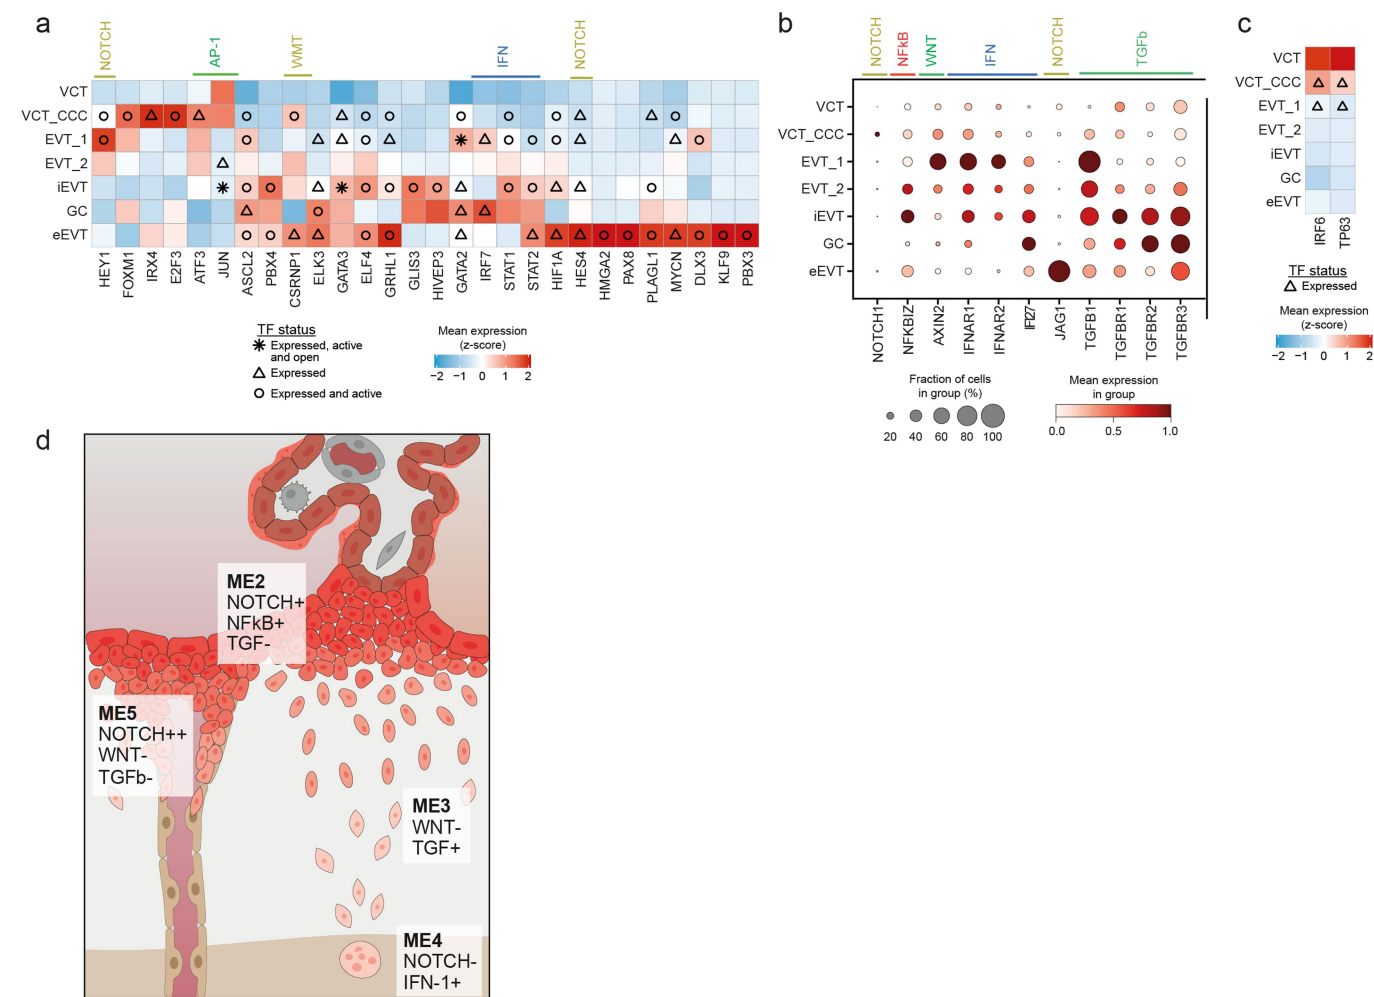 a
NOTCH
AP-1
WMT
IFN
NOTCH
VCT
VCT_CCC
EVT_1
EVT_2
iEVT
GC
eEVT
HEY1
FOXM1
IRX4
E2F3
ATF3
JUN
ASCL2
PBX4
CSRNP1
ELK3
GATA3
ELF4
GRHL1
GLIS3
HIVEP3
GATA2
IRF7
STAT1
STAT2
HIF1A
HES4
HMGA2
PAX8
PLAGL1
MYCN
DLX3
KLF9
PBX3
TF status
Expressed, active
and open
Expressed
Expressed and active
Mean expression
(z-score)
−2 −1 0 1 2
b
NOTCH
NFkB
WNT
IFN
NOTCH
TGFb
VCT
VCT_CCC
EVT_1
EVT_2
iEVT
GC
eEVT
NOTCH1
NFKBIZ
AXIN2
IFNAR1
IFNAR2
IFI27
JAG1
TGFB1
TGFBR1
TGFBR2
TGFBR3
Fraction of cells
in group (%)
20 40 60 80 100
Mean expression
in group
0.0 0.5 1.0
c
VCT
VCT_CCC
EVT_1
EVT_2
iEVT
GC
eEVT
IRF6
TP63
TF status
Expressed
Mean expression
(z-score)
−2 −1 0 1 2
d
ME2
NOTCH+
NFkB+
TGF-
ME5
NOTCH++
WNT-
TGFb-
ME3
WNT-
TGF+
ME4
NOTCH-
IFN-1+